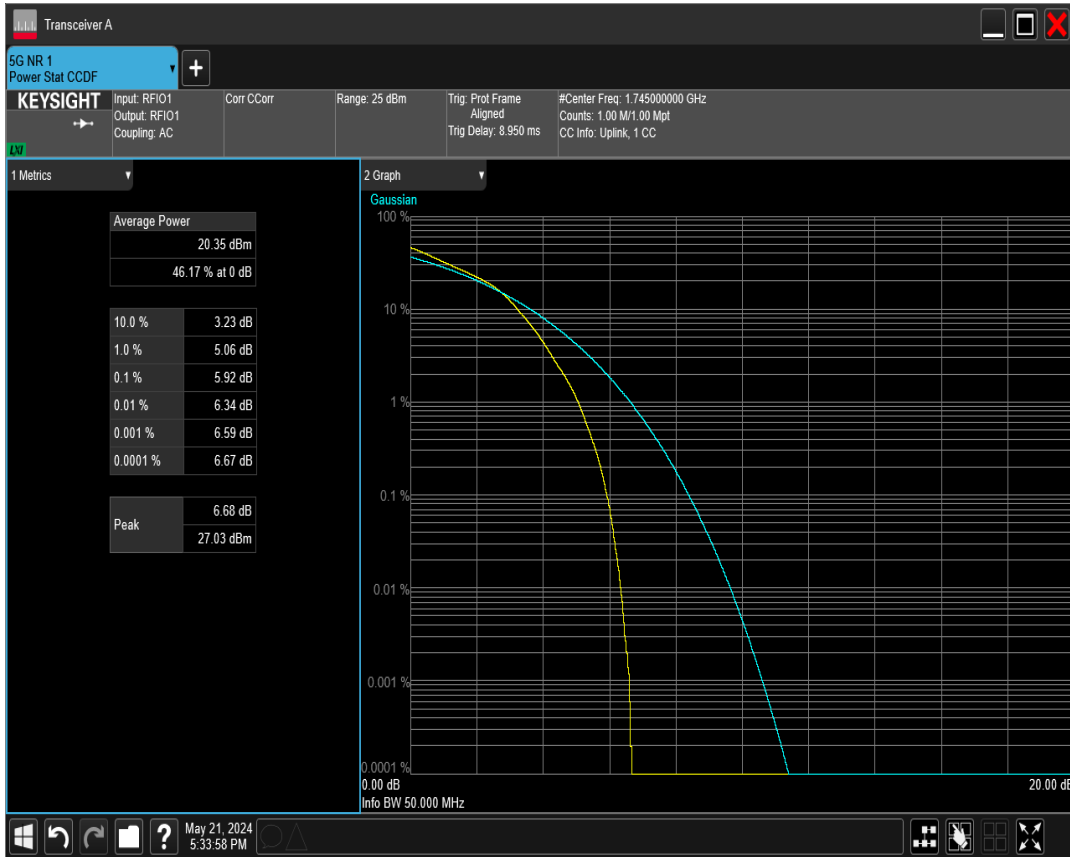 Transceiver A
5G NR 1
Power Stat CCDF
+
KEYSIGHT
LXI
Input: RFIO1
Output: RFIO1
Coupling: AC
Corr CCorr
Range: 25 dBm
Trig: Prot Frame
Aligned
Trig Delay: 8.950 ms
#Center Freq: 1.745000000 GHz
Counts: 1.00 M/1.00 Mpt
CC Info: Uplink, 1 CC
1 Metrics
Average Power
20.35 dBm
46.17 % at 0 dB
10.0 % 3.23 dB
1.0 % 5.06 dB
0.1 % 5.92 dB
0.01 % 6.34 dB
0.001 % 6.59 dB
0.0001 % 6.67 dB
Peak 6.68 dB
27.03 dBm
2 Graph
Gaussian
100 %
10 %
1 %
0.1 %
0.01 %
0.001 %
0.0001 %
0.00 dB 20.00 dB
Info BW 50.000 MHz
?
May 21, 2024
5:33:58 PM